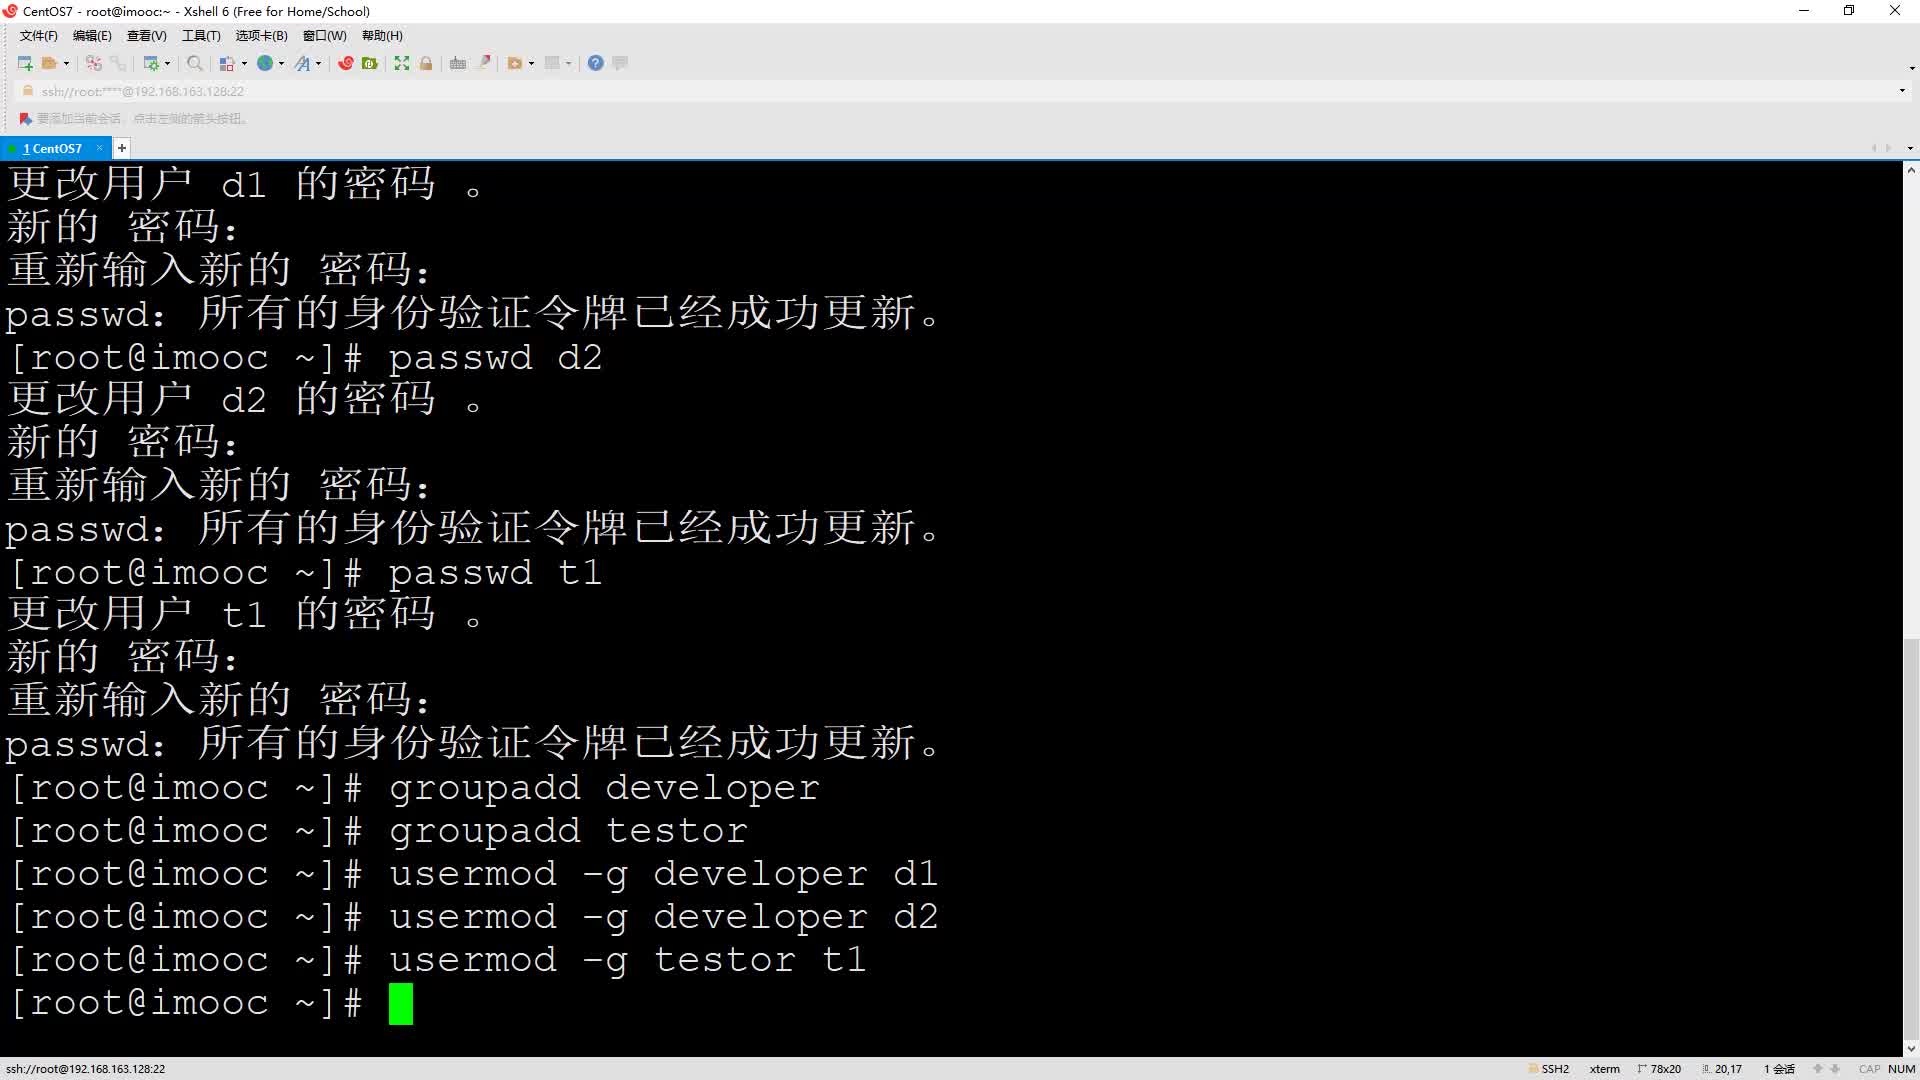 CentOS7 - root@imooc:~ - Xshell 6 (Free for Home/School)
文件(F) 编辑(E) 查看(V) 工具(T) 选项卡(B) 窗口(W) 帮助(H)
ssh://root:****@192.168.163.128:22
要添加当前会话，点击左侧的箭头按钮。
1 CentOS7
更改用户 d1 的密码 。
新的 密码：
重新输入新的 密码：
passwd：所有的身份验证令牌已经成功更新。
[root@imooc ~]# passwd d2
更改用户 d2 的密码 。
新的 密码：
重新输入新的 密码：
passwd：所有的身份验证令牌已经成功更新。
[root@imooc ~]# passwd t1
更改用户 t1 的密码 。
新的 密码：
重新输入新的 密码：
passwd：所有的身份验证令牌已经成功更新。
[root@imooc ~]# groupadd developer
[root@imooc ~]# groupadd testor
[root@imooc ~]# usermod -g developer d1
[root@imooc ~]# usermod -g developer d2
[root@imooc ~]# usermod -g testor t1
[root@imooc ~]#
ssh://root@192.168.163.128:22 SSH2 xterm 78x20 20,17 1 会话 CAP NUM